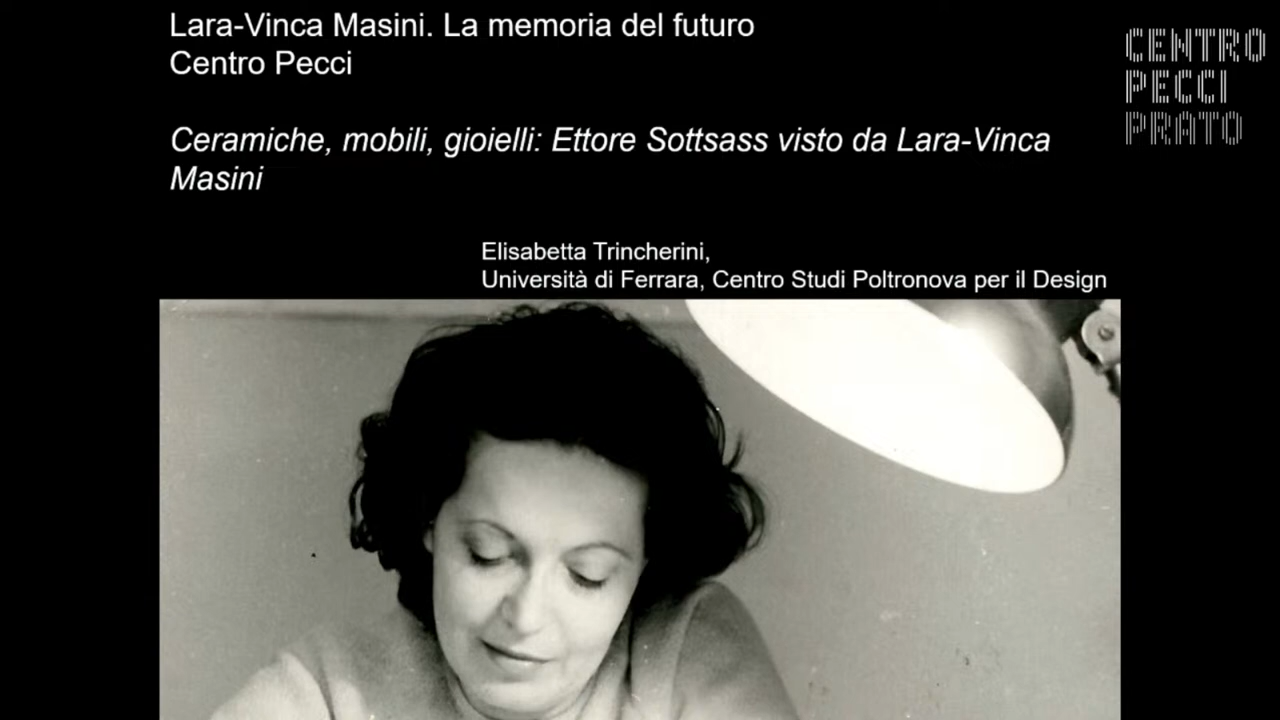 Lara-Vinca Masini. La memoria del futuro
Centro Pecci
CENTRO
PECCI
PRATO
Ceramiche, mobili, gioielli: Ettore Sottsass visto da Lara-Vinca
Masini
Elisabetta Trincherini,
Università di Ferrara, Centro Studi Poltronova per il Design